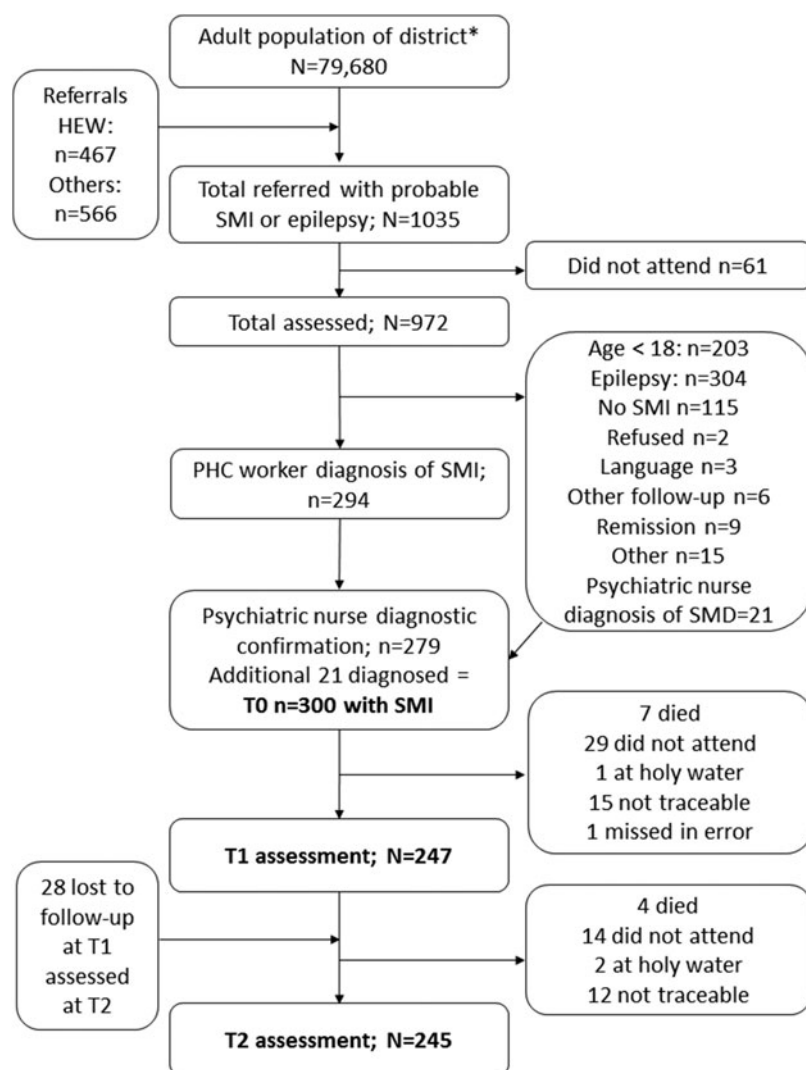 Adult population of district*
N=79,680
Referrals
HEW:
n=467
Others:
n=566
Total referred with probable
SMI or epilepsy; N=1035
Did not attend n=61
Total assessed; N=972
Age < 18: n=203
Epilepsy: n=304
No SMI n=115
Refused n=2
Language n=3
Other follow-up n=6
Remission n=9
Other n=15
Psychiatric nurse
diagnosis of SMD=21
PHC worker diagnosis of SMI;
n=294
Psychiatric nurse diagnostic
confirmation; n=279
Additional 21 diagnosed =
T0 n=300 with SMI
7 died
29 did not attend
1 at holy water
15 not traceable
1 missed in error
T1 assessment; N=247
28 lost to
follow-up
at T1
assessed
at T2
4 died
14 did not attend
2 at holy water
12 not traceable
T2 assessment; N=245